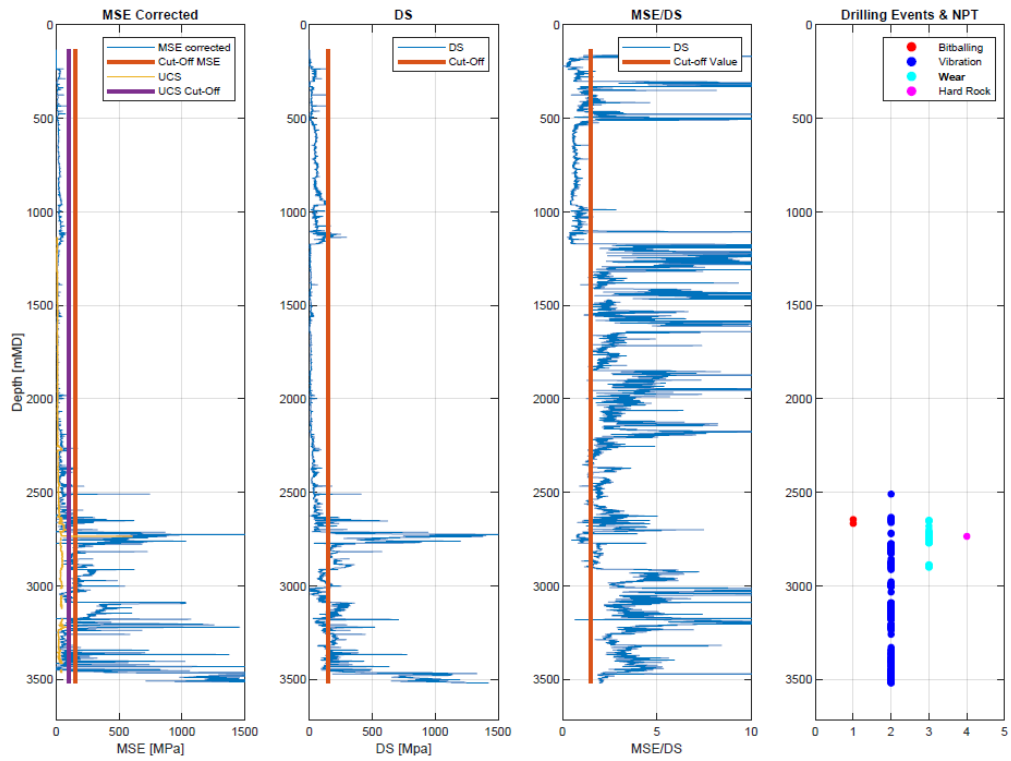 MSE Corrected
MSE corrected
Cut-Off MSE
UCS
UCS Cut-Off
0
500
1000
1500
2000
2500
3000
3500
Depth [mMD]
0
500
1000
1500
MSE [MPa]
DS
DS
Cut-Off
0
500
1000
1500
2000
2500
3000
3500
0
500
1000
1500
DS [Mpa]
MSE/DS
DS
Cut-off Value
0
500
1000
1500
2000
2500
3000
3500
0
5
10
MSE/DS
Drilling Events & NPT
Bitballing
Vibration
Wear
Hard Rock
0
500
1000
1500
2000
2500
3000
3500
0
1
2
3
4
5